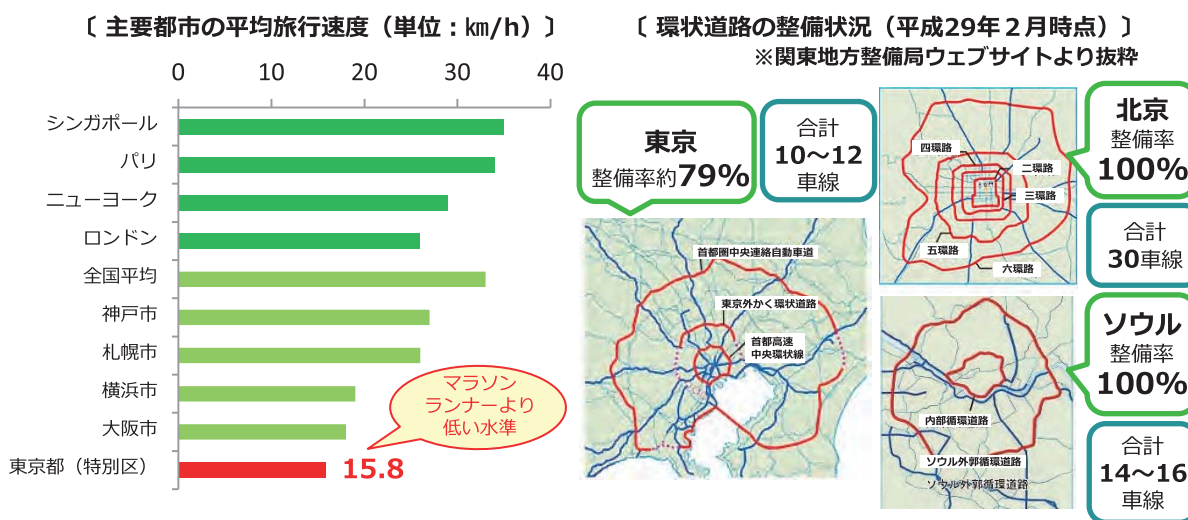 〔 主要都市の平均旅行速度（単位：㎞/h）〕
0 10 20 30 40
シンガポール
パリ
ニューヨーク
ロンドン
全国平均
神戸市
札幌市
横浜市
大阪市
東京都（特別区）
15.8
マラソン
ランナーより
低い水準
〔 環状道路の整備状況（平成29年２月時点）〕
※関東地方整備局ウェブサイトより抜粋
東京
整備率約79%
合計
10～12
車線
首都圏中央連絡自動車道
東京外かく環状道路
首都高速
中央環状線
四環路
二環路
三環路
五環路
六環路
北京
整備率
100%
合計
30車線
内部循環道路
ソウル外郭循環道路
ソウル外郭循環道路
ソウル
整備率
100%
合計
14～16
車線